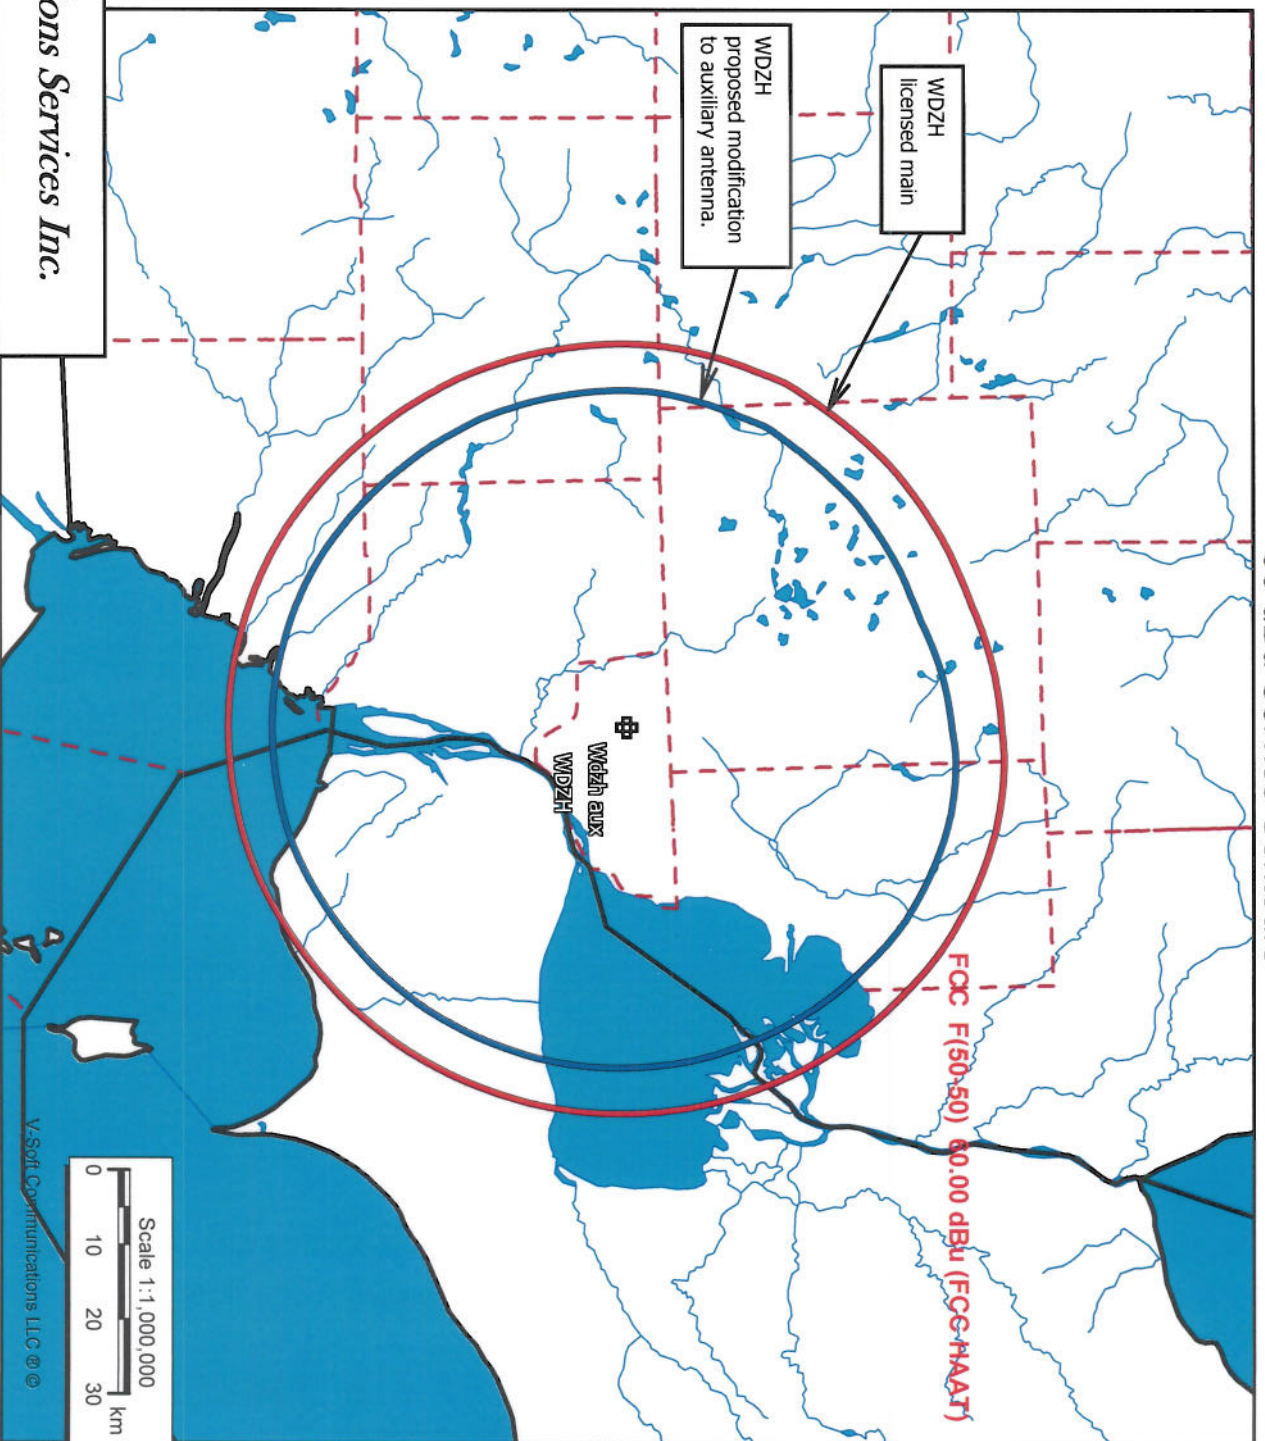 WDZH
licensed main
WDZH
proposed modification
to auxiliary antenna.
FCC F(50-50) 60.00 dBu (FCC HAAT)
Wdzh aux
WDZH
ons Services Inc.
Scale 1:1,000,000
0 10 20 30 km
V-Soft Communications LLC ® ©